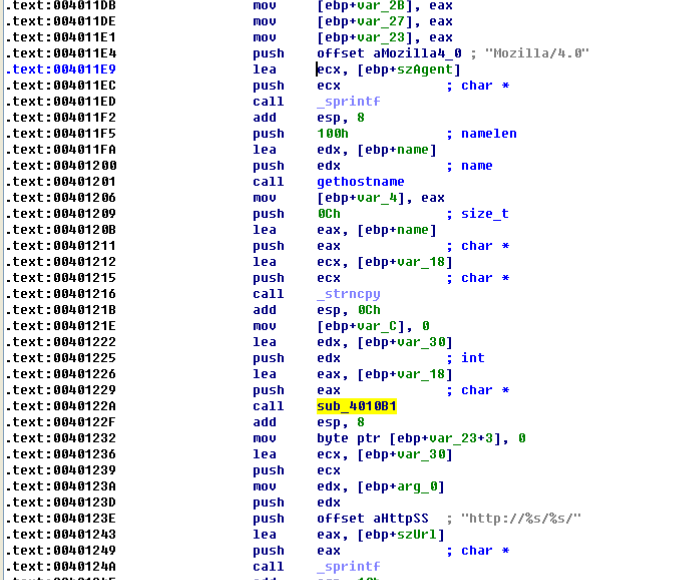 .text:004011DB mov [ebp+var_2B], eax
.text:004011DE mov [ebp+var_27], eax
.text:004011E1 mov [ebp+var_23], eax
.text:004011E4 push offset aMozilla4_0 ; "Mozilla/4.0"
.text:004011E9 lea ecx, [ebp+szAgent]
.text:004011EC push ecx ; char *
.text:004011ED call _sprintf
.text:004011F2 add esp, 8
.text:004011F5 push 100h ; namelen
.text:004011FA lea edx, [ebp+name]
.text:00401200 push edx ; name
.text:00401201 call gethostname
.text:00401206 mov [ebp+var_4], eax
.text:00401209 push 0Ch ; size_t
.text:0040120B lea eax, [ebp+name]
.text:00401211 push eax ; char *
.text:00401212 lea ecx, [ebp+var_18]
.text:00401215 push ecx ; char *
.text:00401216 call _strncpy
.text:0040121B add esp, 0Ch
.text:0040121E mov [ebp+var_C], 0
.text:00401222 lea edx, [ebp+var_30]
.text:00401225 push edx ; int
.text:00401226 lea eax, [ebp+var_18]
.text:00401229 push eax ; char *
.text:0040122A call sub_4010B1
.text:0040122F add esp, 8
.text:00401232 mov byte ptr [ebp+var_23+3], 0
.text:00401236 lea ecx, [ebp+var_30]
.text:00401239 push ecx
.text:0040123A mov edx, [ebp+arg_0]
.text:0040123D push edx
.text:0040123E push offset aHttpSS ; "http://%s/%s/"
.text:00401243 lea eax, [ebp+szUrl]
.text:00401249 push eax ; char *
.text:0040124A call _sprintf